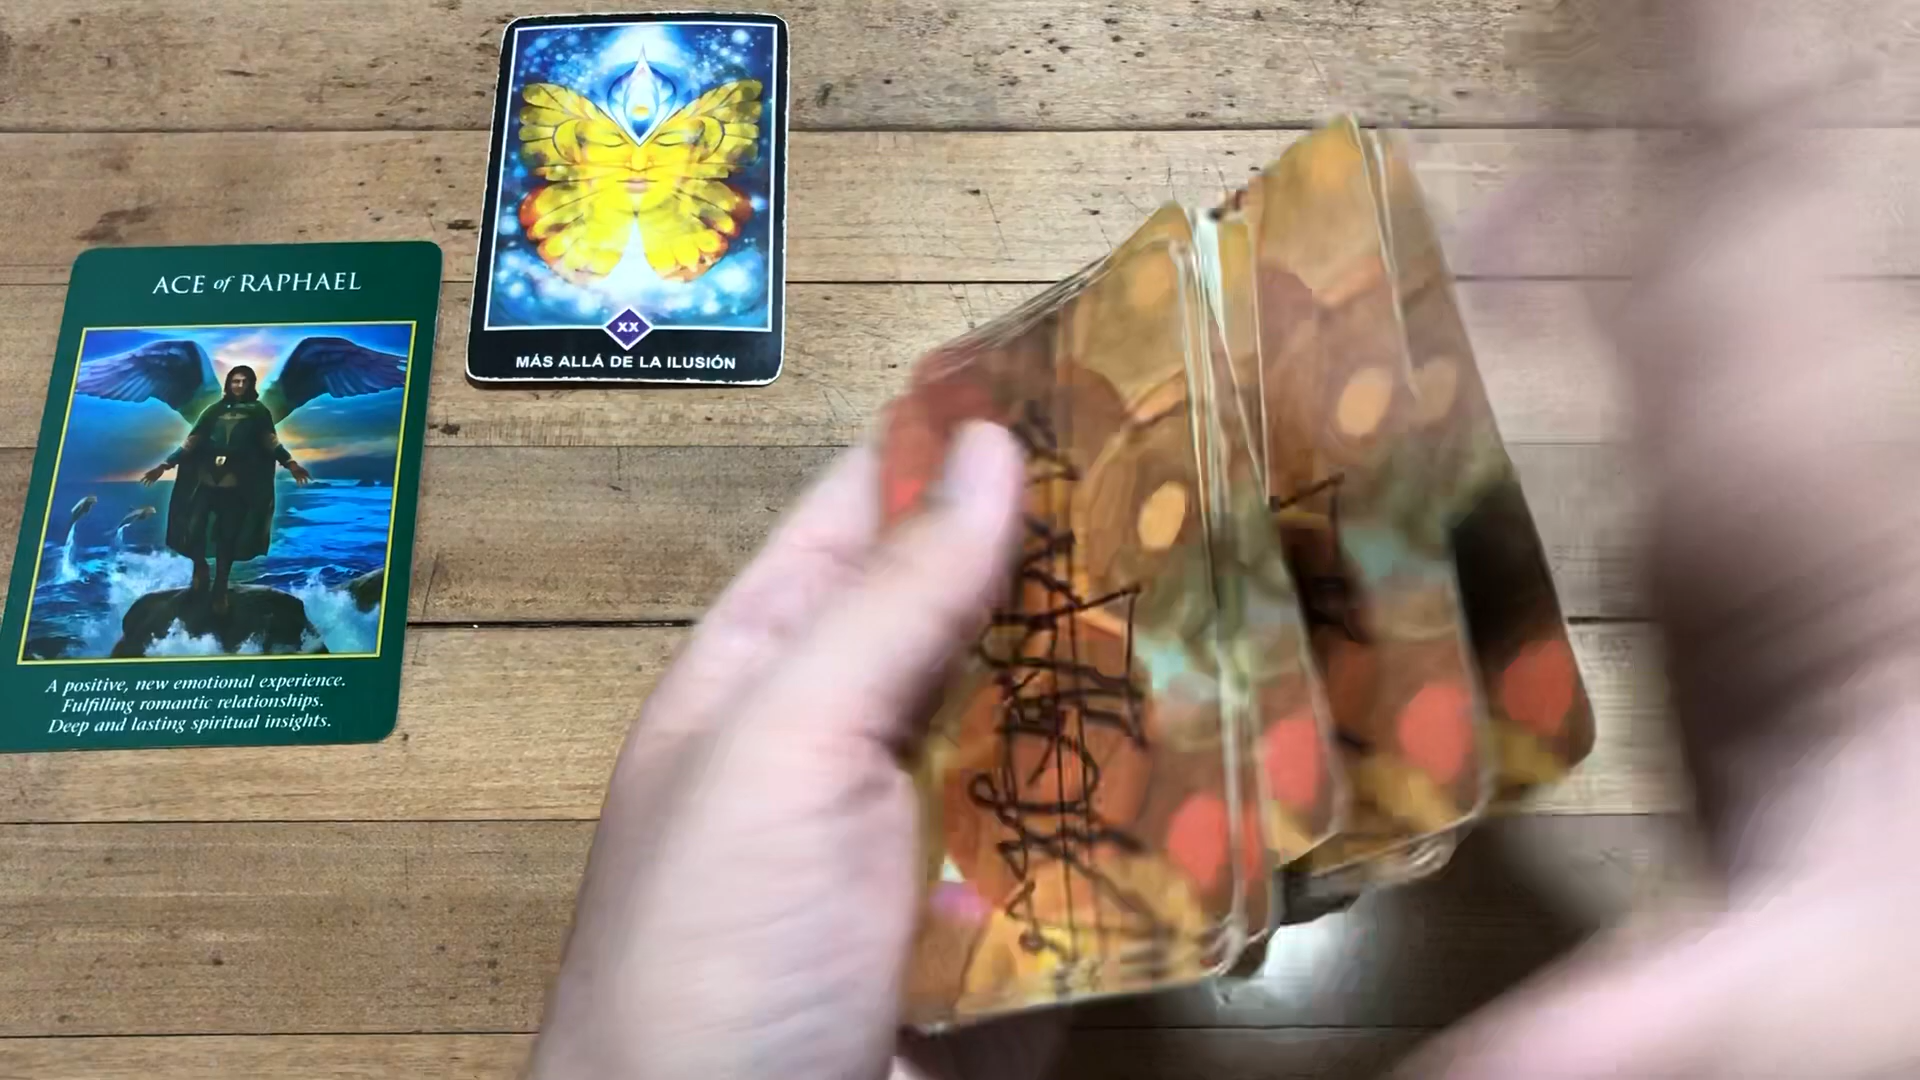 ACE of RAPHAEL
A positive, new emotional experience.
Fulfilling romantic relationships.
Deep and lasting spiritual insights.
XX
MÁS ALLÁ DE LA ILUSIÓN